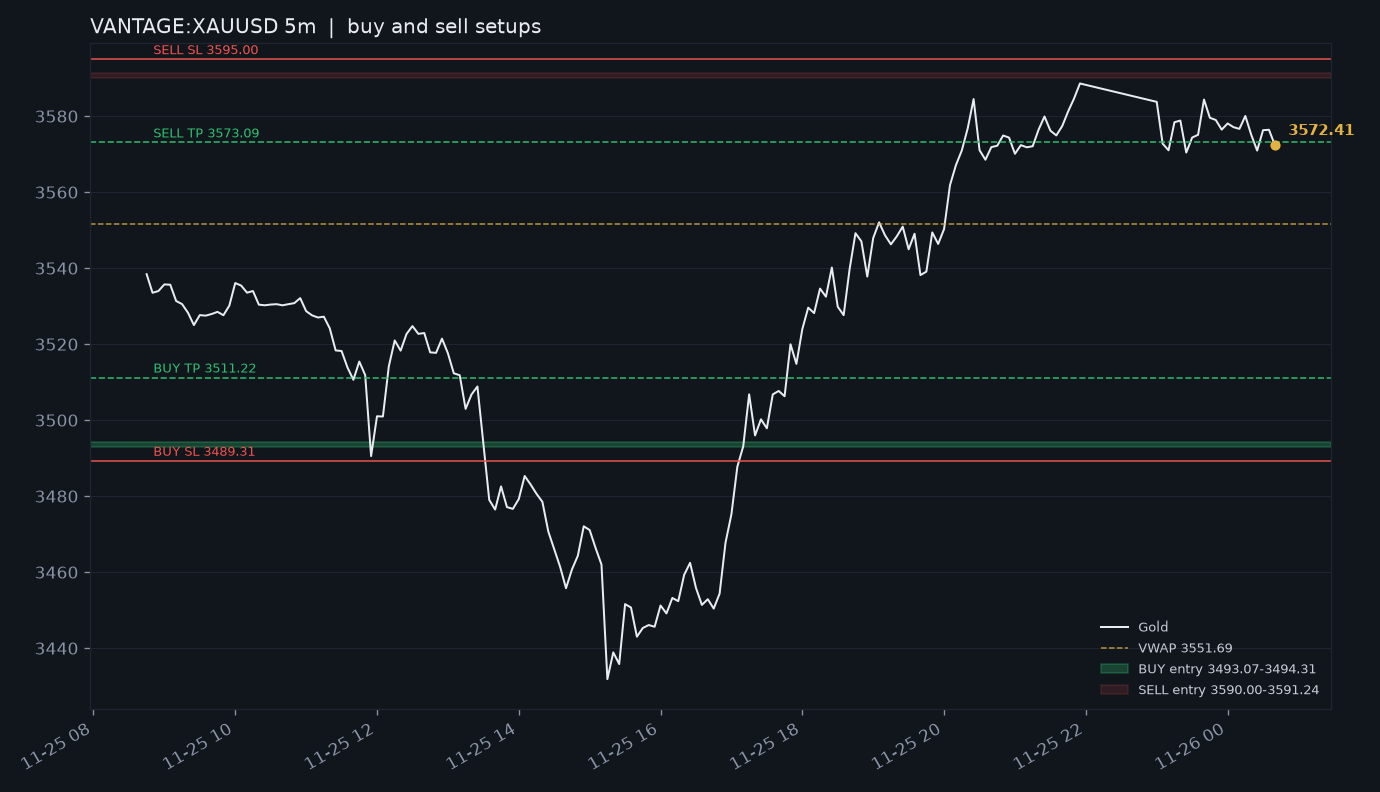 VANTAGE:XAUUSD 5m | buy and sell setups
SELL SL 3595.00
3580
SELL TP 3573.09
3572.41
3560
3540
3520
BUY TP 3511.22
3500
BUY SL 3489.31
3480
3460
3440
Gold
VWAP 3551.69
BUY entry 3493.07-3494.31
SELL entry 3590.00-3591.24
11-25 08
11-25 10
11-25 12
11-25 14
11-25 16
11-25 18
11-25 20
11-25 22
11-26 00